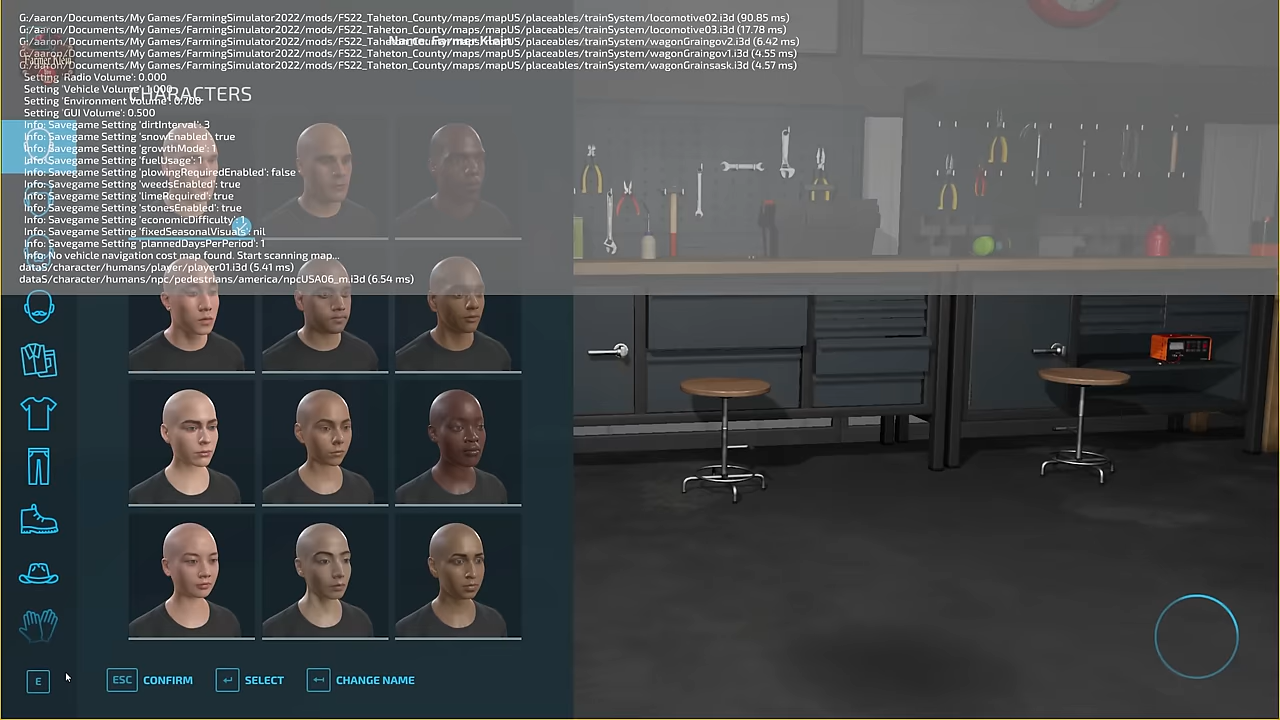 G:/aaron/Documents/My Games/FarmingSimulator2022/mods/FS22_Taheton_County/maps/mapUS/placeables/trainSystem/locomotive02.i3d (90.85 ms)
G:/aaron/Documents/My Games/FarmingSimulator2022/mods/FS22_Taheton_County/maps/mapUS/placeables/trainSystem/locomotive03.i3d (17.78 ms)
G:/aaron/Documents/My Games/FarmingSimulator2022/mods/FS22_Taheton_County/maps/mapUS/placeables/trainSystem/wagonGraingov2.i3d (6.42 ms)
Name: Farmer Klein
G:/aaron/Documents/My Games/FarmingSimulator2022/mods/FS22_Taheton_County/maps/mapUS/placeables/trainSystem/wagonGraingov1.i3d (4.55 ms)
Farmer Klein
G:/aaron/Documents/My Games/FarmingSimulator2022/mods/FS22_Taheton_County/maps/mapUS/placeables/trainSystem/wagonGrainsask.i3d (4.57 ms)
Setting 'Radio Volume': 0.000
Setting 'Vehicle Volume': 1.000
CHARACTERS
Setting 'Environment Volume': 0.700
Setting 'GUI Volume': 0.500
Info: Savegame Setting 'dirtInterval': 3
Info: Savegame Setting 'snowEnabled': true
Info: Savegame Setting 'growthMode': 1
Info: Savegame Setting 'fuelUsage': 1
Info: Savegame Setting 'plowingRequiredEnabled': false
Info: Savegame Setting 'weedsEnabled': true
Info: Savegame Setting 'limeRequired': true
Info: Savegame Setting 'stonesEnabled': true
Info: Savegame Setting 'economicDifficulty': 1
Info: Savegame Setting 'fixedSeasonalVisuals': nil
Info: Savegame Setting 'plannedDaysPerPeriod': 1
Info: No vehicle navigation cost map found. Start scanning map...
dataS/character/humans/player/player01.i3d (5.41 ms)
dataS/character/humans/npc/pedestrians/america/npcUSA06_m.i3d (6.54 ms)
E
ESC CONFIRM
SELECT
CHANGE NAME